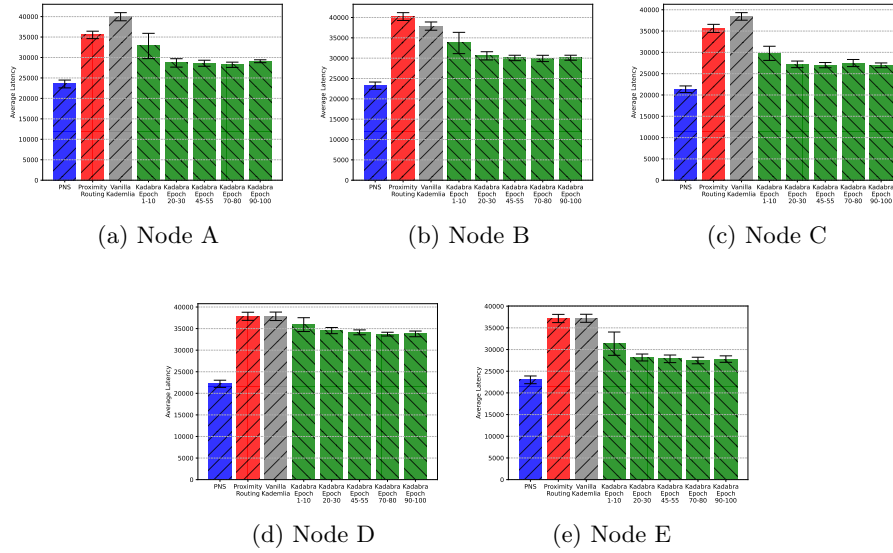 40000
35000
30000
25000
20000
15000
10000
5000
0
Average Latency
PNS
Proximity
Routing
Vanilla
Kademlia
Kadabra
Epoch
1-10
Kadabra
Epoch
20-30
Kadabra
Epoch
45-55
Kadabra
Epoch
70-80
Kadabra
Epoch
90-100
(a) Node A
40000
35000
30000
25000
20000
15000
10000
5000
0
Average Latency
PNS
Proximity
Routing
Vanilla
Kademlia
Kadabra
Epoch
1-10
Kadabra
Epoch
20-30
Kadabra
Epoch
45-55
Kadabra
Epoch
70-80
Kadabra
Epoch
90-100
(b) Node B
40000
35000
30000
25000
20000
15000
10000
5000
0
Average Latency
PNS
Proximity
Routing
Vanilla
Kademlia
Kadabra
Epoch
1-10
Kadabra
Epoch
20-30
Kadabra
Epoch
45-55
Kadabra
Epoch
70-80
Kadabra
Epoch
90-100
(c) Node C
40000
35000
30000
25000
20000
15000
10000
5000
0
Average Latency
PNS
Proximity
Routing
Vanilla
Kademlia
Kadabra
Epoch
1-10
Kadabra
Epoch
20-30
Kadabra
Epoch
45-55
Kadabra
Epoch
70-80
Kadabra
Epoch
90-100
(d) Node D
40000
35000
30000
25000
20000
15000
10000
5000
0
Average Latency
PNS
Proximity
Routing
Vanilla
Kademlia
Kadabra
Epoch
1-10
Kadabra
Epoch
20-30
Kadabra
Epoch
45-55
Kadabra
Epoch
70-80
Kadabra
Epoch
90-100
(e) Node E